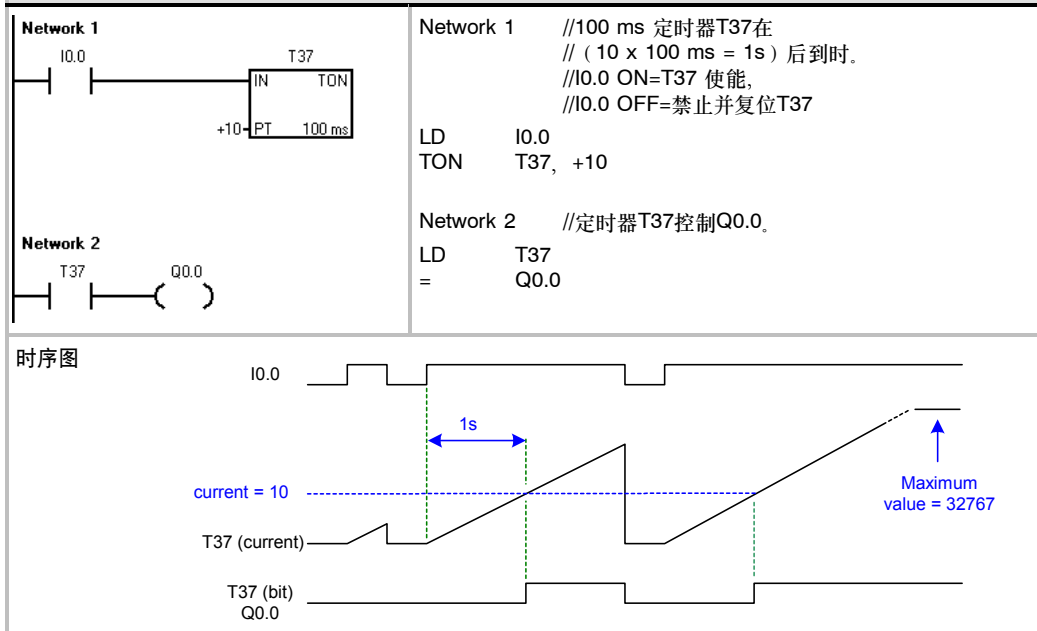 Network 1
I0.0
T37
IN TON
+10 PT 100 ms
Network 2
T37 Q0.0
Network 1 //100 ms 定时器T37在
//（10 x 100 ms = 1s）后到时。
//I0.0 ON=T37 使能，
//I0.0 OFF=禁止并复位T37
LD I0.0
TON T37， +10
Network 2 //定时器T37控制Q0.0。
LD T37
= Q0.0
时序图
I0.0
1s
current = 10
Maximum
value = 32767
T37 (current)
T37 (bit)
Q0.0